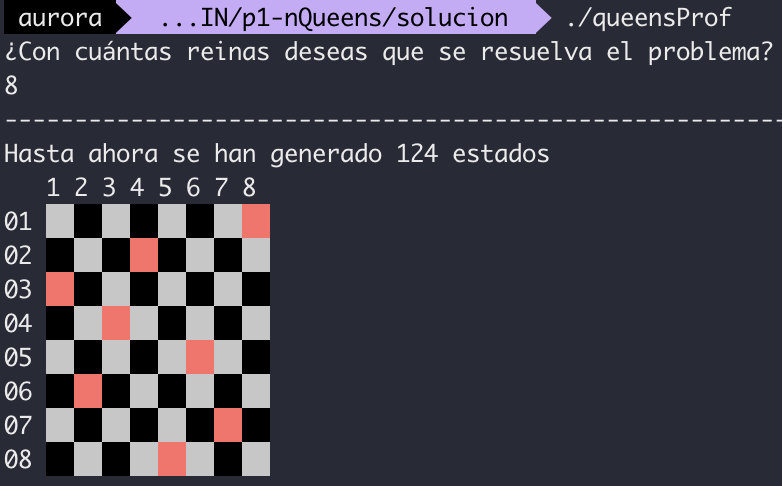 aurora ...IN/p1-nQueens/solucion ./queensProf
¿Con cuántas reinas deseas que se resuelva el problema?
8
-------------------------------------------------------
Hasta ahora se han generado 124 estados
1 2 3 4 5 6 7 8
01
02
03
04
05
06
07
08